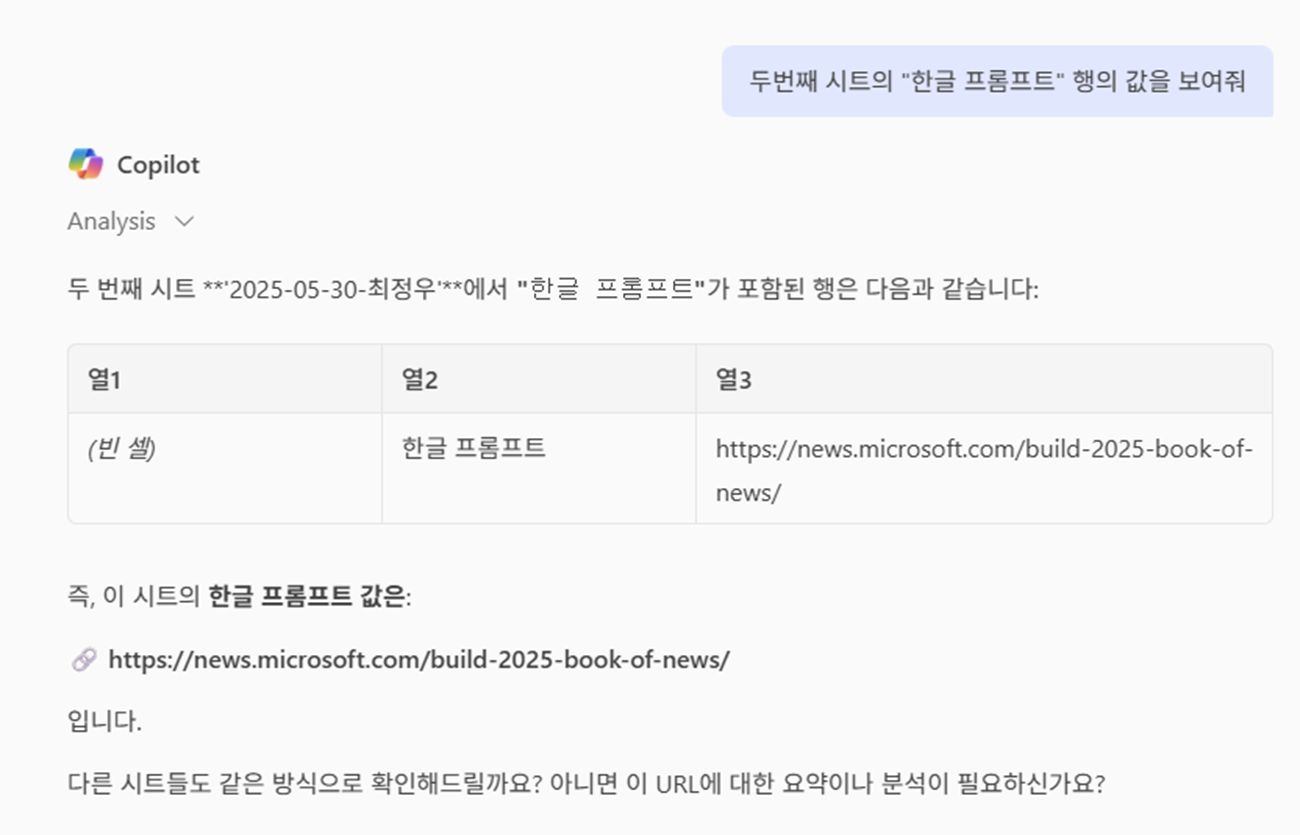 두번째 시트의 "한글 프롬프트" 행의 값을 보여줘
Copilot
Analysis
두 번째 시트 **'2025-05-30-최정우'**에서 "한글 프롬프트"가 포함된 행은 다음과 같습니다:
열1 열2 열3
(빈 셀) 한글 프롬프트 https://news.microsoft.com/build-2025-book-of-
news/
즉, 이 시트의 한글 프롬프트 값은:
🔗 https://news.microsoft.com/build-2025-book-of-news/
입니다.
다른 시트들도 같은 방식으로 확인해드릴까요? 아니면 이 URL에 대한 요약이나 분석이 필요하신가요?